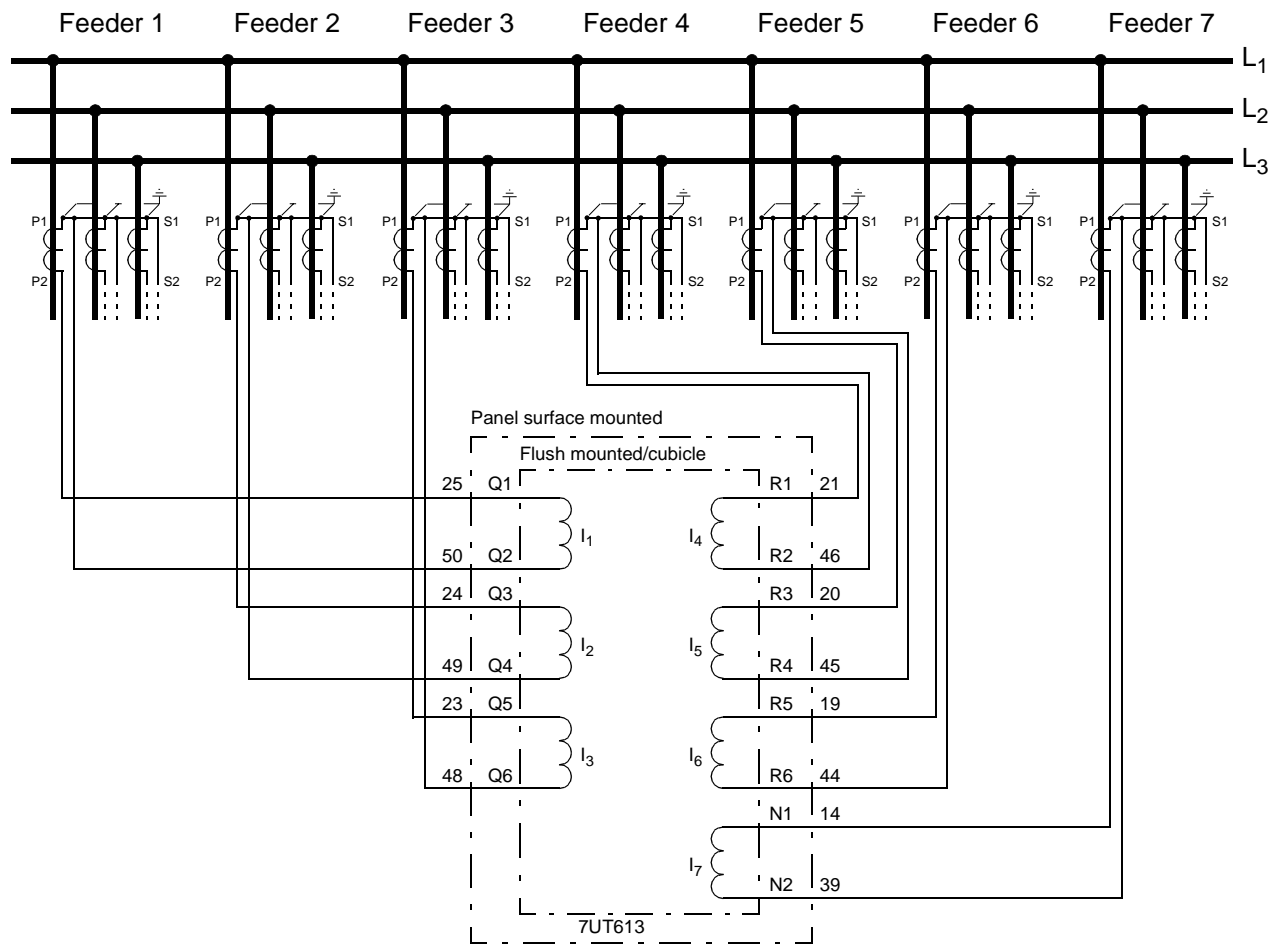 Feeder 1 Feeder 2 Feeder 3 Feeder 4 Feeder 5 Feeder 6 Feeder 7
L1
L2
L3
P1 S1 P1 S1 P1 S1 P1 S1 P1 S1 P1 S1 P1 S1
P2 S2 P2 S2 P2 S2 P2 S2 P2 S2 P2 S2 P2 S2
Panel surface mounted
Flush mounted/cubicle
25 Q1 R1 21
I1 I4
50 Q2 R2 46
24 Q3 R3 20
I2 I5
49 Q4 R4 45
23 Q5 R5 19
I3 I6
48 Q6 R6 44
N1 14
I7
N2 39
7UT613